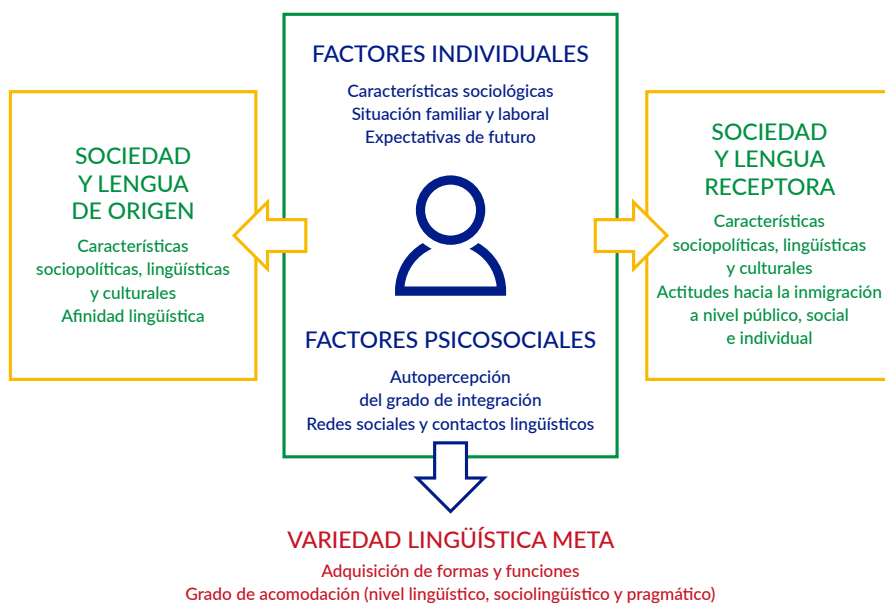 FACTORES INDIVIDUALES
Características sociológicas
Situación familiar y laboral
Expectativas de futuro
SOCIEDAD
Y LENGUA
DE ORIGEN
Características
sociopolíticas, lingüísticas
y culturales
Afinidad lingüística
SOCIEDAD
Y LENGUA
RECEPTORA
Características
sociopolíticas, lingüísticas
y culturales
Actitudes hacia la inmigración
a nivel público, social
e individual
FACTORES PSICOSOCIALES
Autopercepción
del grado de integración
Redes sociales y contactos lingüísticos
VARIEDAD LINGÜÍSTICA META
Adquisición de formas y funciones
Grado de acomodación (nivel lingüístico, sociolingüístico y pragmático)